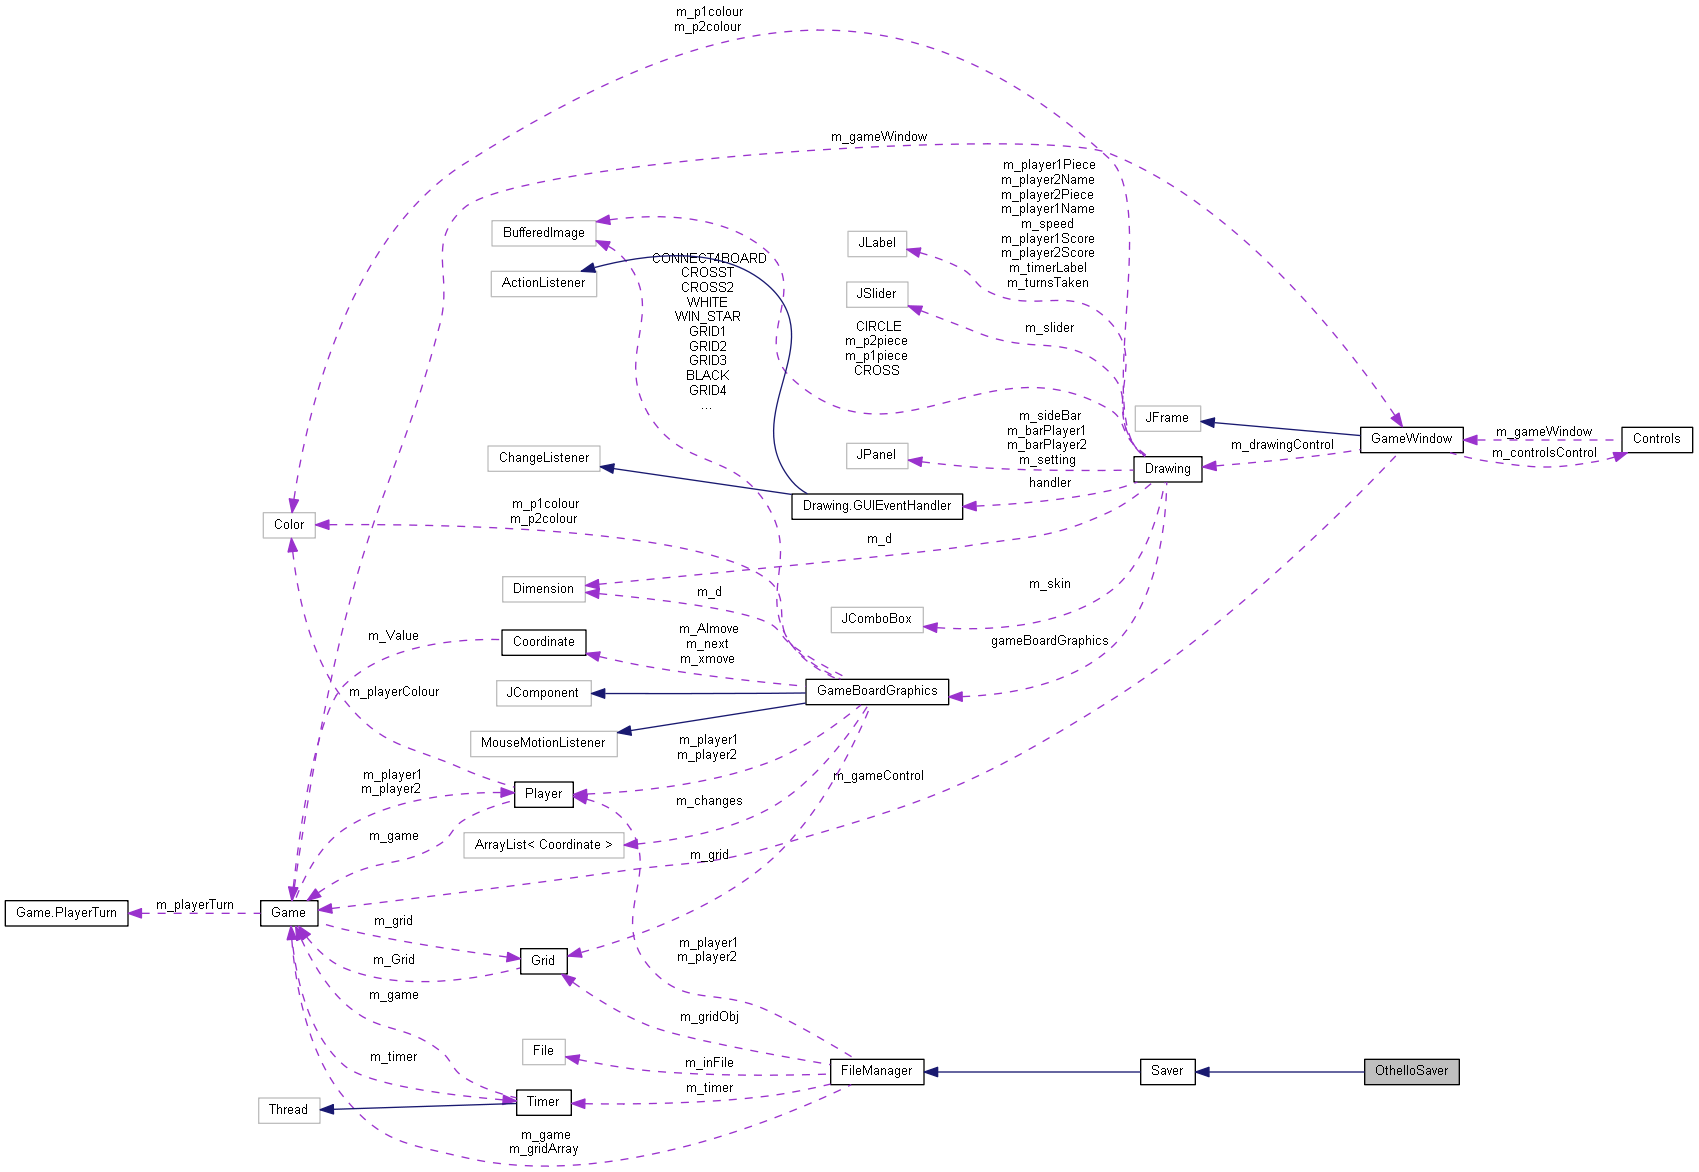 m_p1colour
m_p2colour
m_gameWindow
m_player1Piece
m_player2Name
m_player2Piece
m_player1Name
m_speed
m_player1Score
m_player2Score
m_timerLabel
m_turnsTaken
BufferedImage
JLabel
ActionListener
CONNECT4BOARD
CROSST
CROSS2
WHITE
WIN_STAR
GRID1
GRID2
GRID3
BLACK
GRID4
...
JSlider
m_slider
CIRCLE
m_p2piece
m_p1piece
CROSS
JFrame
GameWindow
m_gameWindow
m_controlsControl
Controls
m_drawingControl
m_sideBar
m_barPlayer1
m_barPlayer2
m_setting
JPanel
ChangeListener
Drawing
handler
Drawing.GUIEventHandler
m_p1colour
m_p2colour
Color
m_d
Dimension
m_d
m_skin
JComboBox
m_Value
Coordinate
m_AImove
m_next
m_xmove
gameBoardGraphics
m_playerColour
JComponent
GameBoardGraphics
MouseMotionListener
m_player1
m_player2
m_player1
m_player2
Player
m_gameControl
m_changes
m_game
ArrayList< Coordinate >
m_grid
Game.PlayerTurn
m_playerTurn
Game
m_grid
m_Grid
Grid
m_player1
m_player2
m_game
m_gridObj
m_timer
File
m_inFile
FileManager
Saver
OthelloSaver
m_timer
Thread
Timer
m_game
m_gridArray